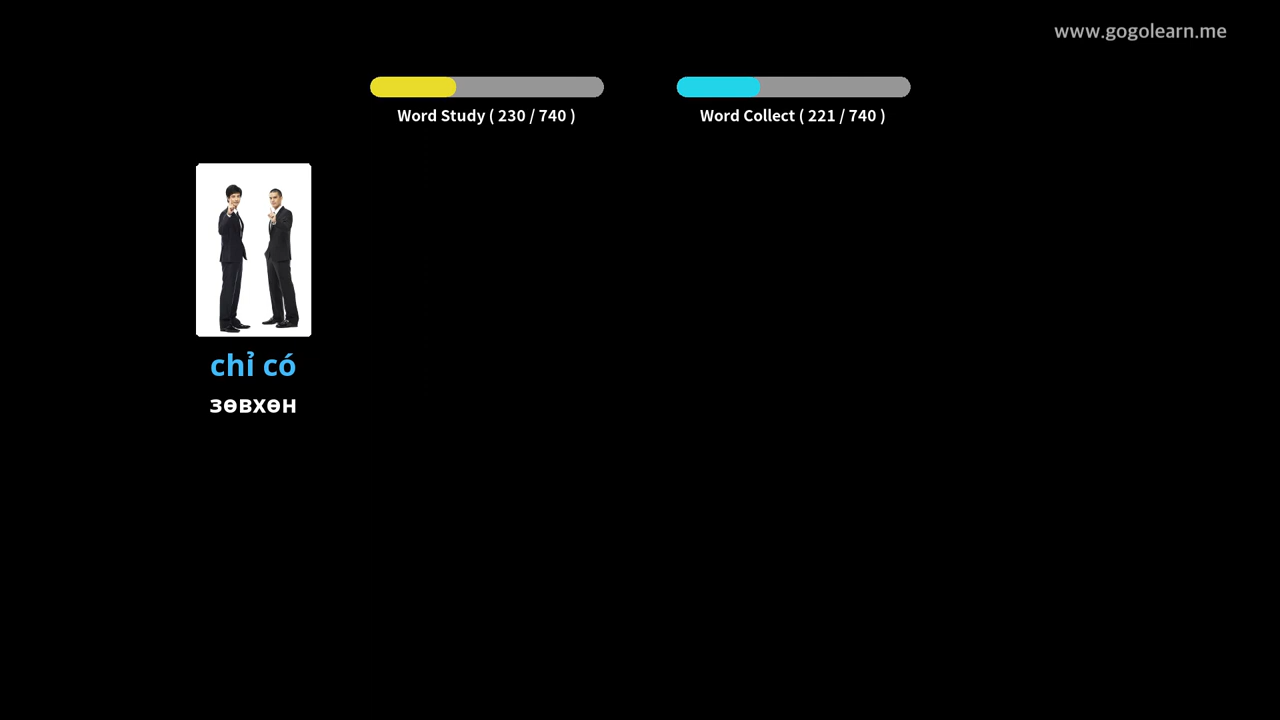 www.gogolearn.me
Word Study ( 230 / 740 )
Word Collect ( 221 / 740 )
chỉ có
зөвхөн